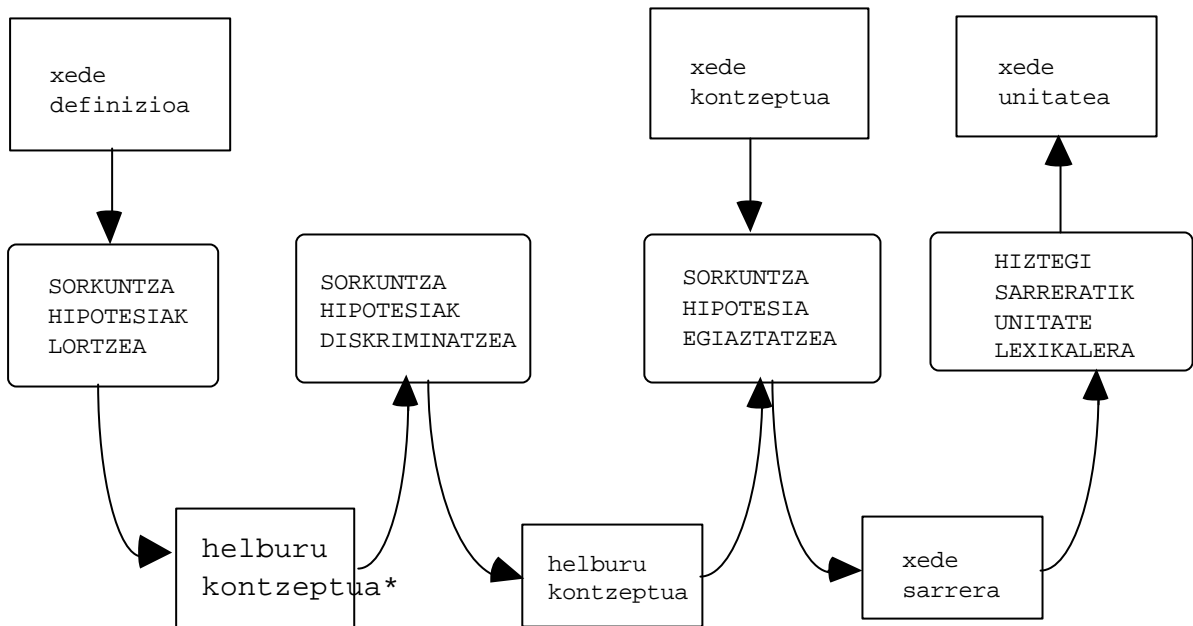 xede
definizioa
xede
kontzeptua
xede
unitatea
SORKUNTZA
HIPOTESIAK
LORTZEA
SORKUNTZA
HIPOTESIAK
DISKRIMINATZEA
SORKUNTZA
HIPOTESIA
EGIAZTATZEA
HIZTEGI
SARRERATIK
UNITATE
LEXIKALERA
helburu
kontzeptua*
helburu
kontzeptua
xede
sarrera